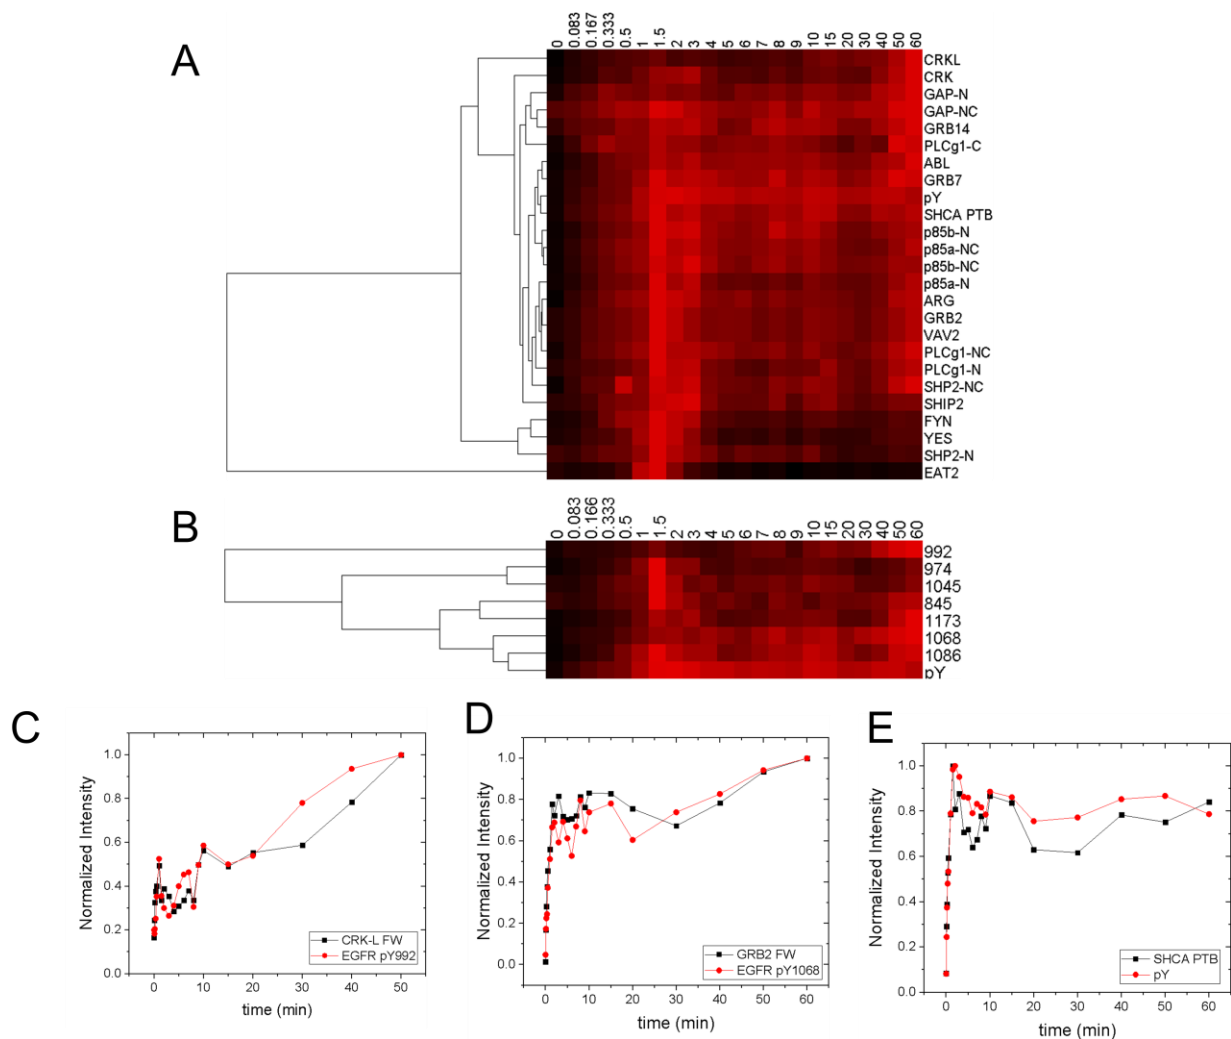 A
0 0.083 0.167 0.333 0.5 1 1.5 2 3 4 5 6 7 8 9 10 15 20 30 40 50 60
CRKL
CRK
GAP-N
GAP-NC
GRB14
PLCg1-C
ABL
GRB7
pY
SHCA PTB
p85b-N
p85a-NC
p85b-NC
p85a-N
ARG
GRB2
VAV2
PLCg1-NC
PLCg1-N
SHP2-NC
SHIP2
FYN
YES
SHP2-N
EAT2
B
0 0.083 0.166 0.333 0.5 1 1.5 2 3 4 5 6 7 8 9 10 15 20 30 40 50 60
992
974
1045
845
1173
1068
1086
pY
C
Normalized Intensity
1.0
0.8
0.6
0.4
0.2
0.0
CRK-L FW
EGFR pY992
0 10 20 30 40 50
time (min)
D
Normalized Intensity
1.0
0.8
0.6
0.4
0.2
0.0
GRB2 FW
EGFR pY1068
0 10 20 30 40 50 60
time (min)
E
Normalized Intensity
1.0
0.8
0.6
0.4
0.2
0.0
SHCA PTB
pY
0 10 20 30 40 50 60
time (min)